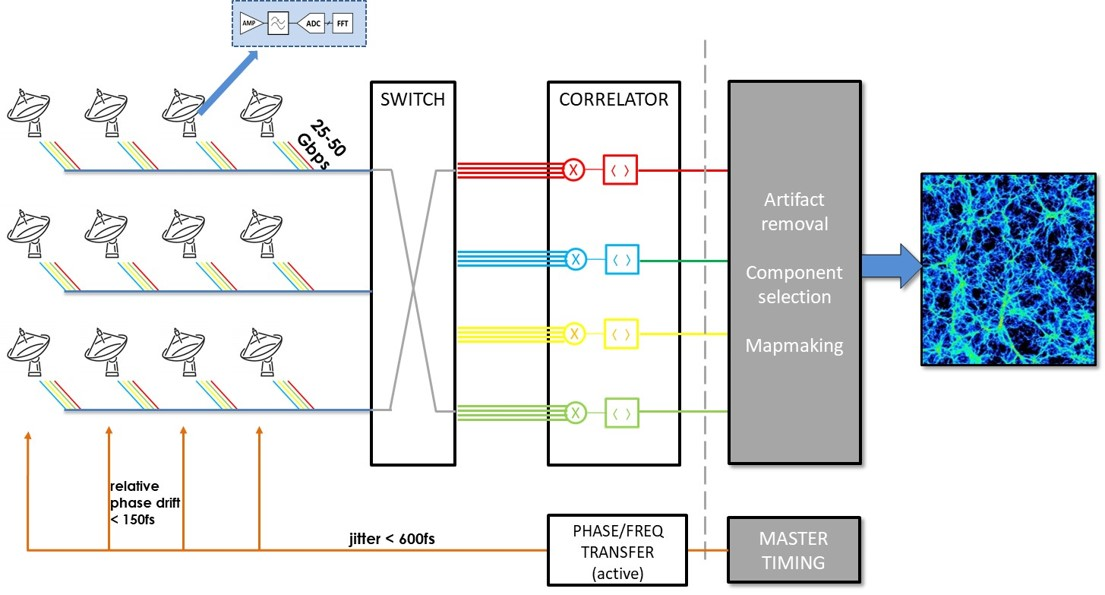 AMP
ADC
FFT
25-50
Gbps
SWITCH
CORRELATOR
X
⟨ ⟩
X
⟨ ⟩
X
⟨ ⟩
X
⟨ ⟩
Artifact
removal
Component
selection
Mapmaking
relative
phase drift
< 150fs
jitter < 600fs
PHASE/FREQ
TRANSFER
(active)
MASTER
TIMING